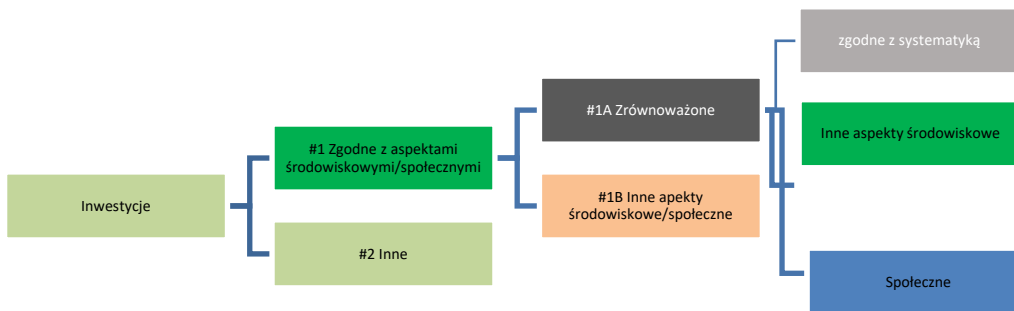 Inwestycje
#1 Zgodne z aspektami
środowiskowymi/społecznymi
#2 Inne
#1A Zrównoważone
#1B Inne apekty
środowiskowe/społeczne
zgodne z systematyką
Inne aspekty środowiskowe
Społeczne